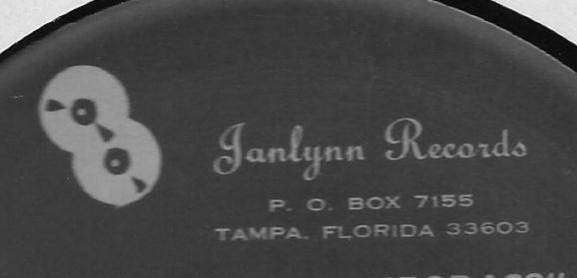 Janlynn Records
P. O. BOX 7155
TAMPA, FLORIDA 33603